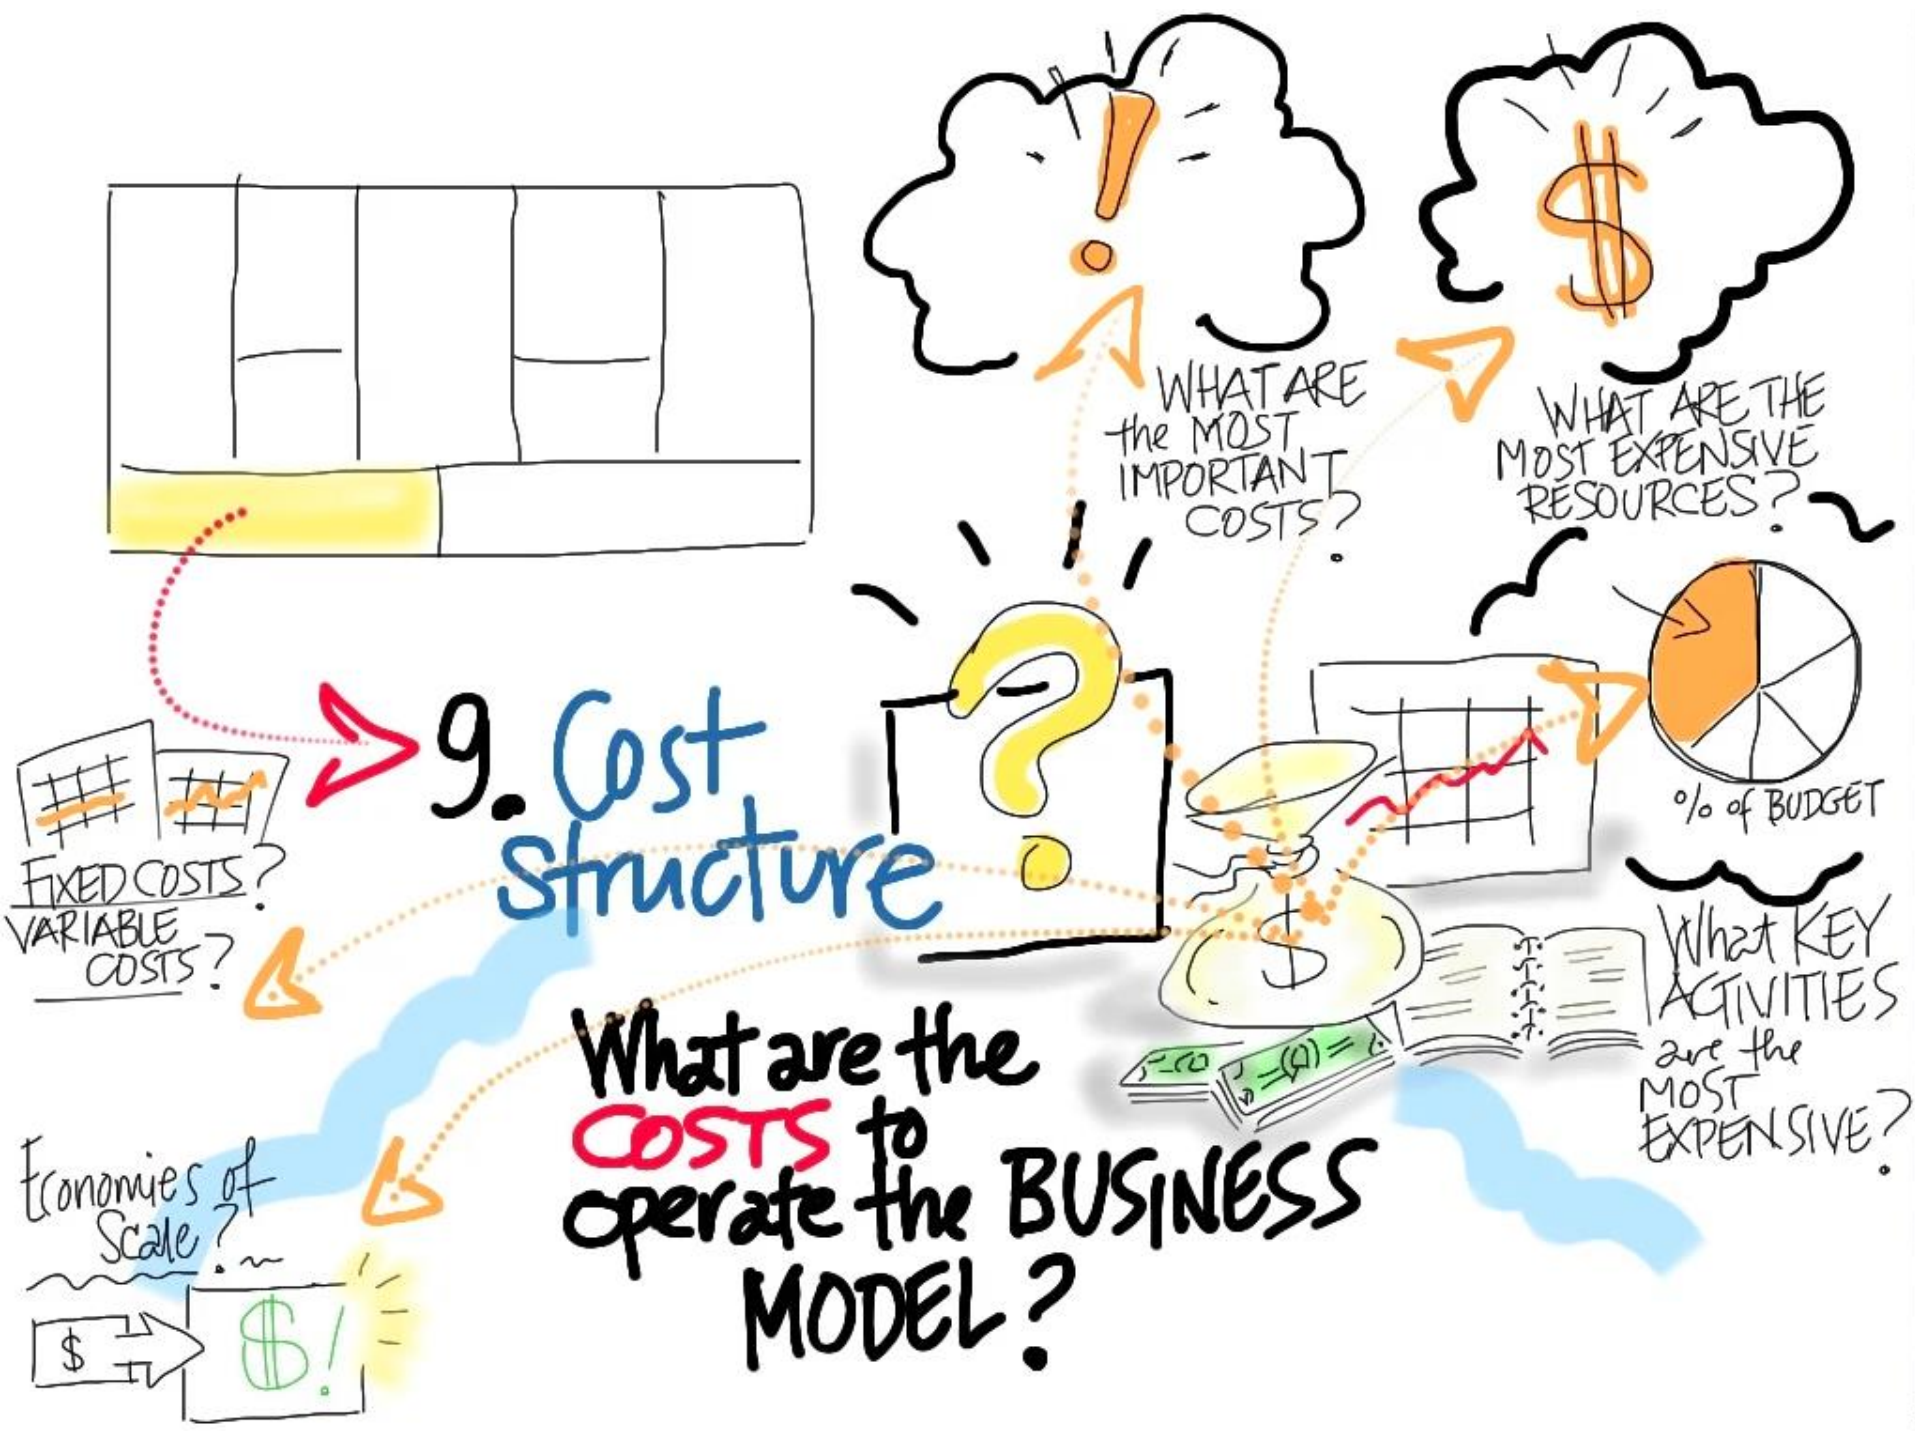 WHAT ARE
the MOST
IMPORTANT
COSTS?
WHAT ARE THE
MOST EXPENSIVE
RESOURCES?
9. Cost
Structure
% of BUDGET
FIXED COSTS?
VARIABLE
COSTS?
$
What KEY
ACTIVITIES
are the
MOST
EXPENSIVE?
What are the
COSTS to
operate the BUSINESS
MODEL?
Economies of
Scale?
$
$!
!
$
?